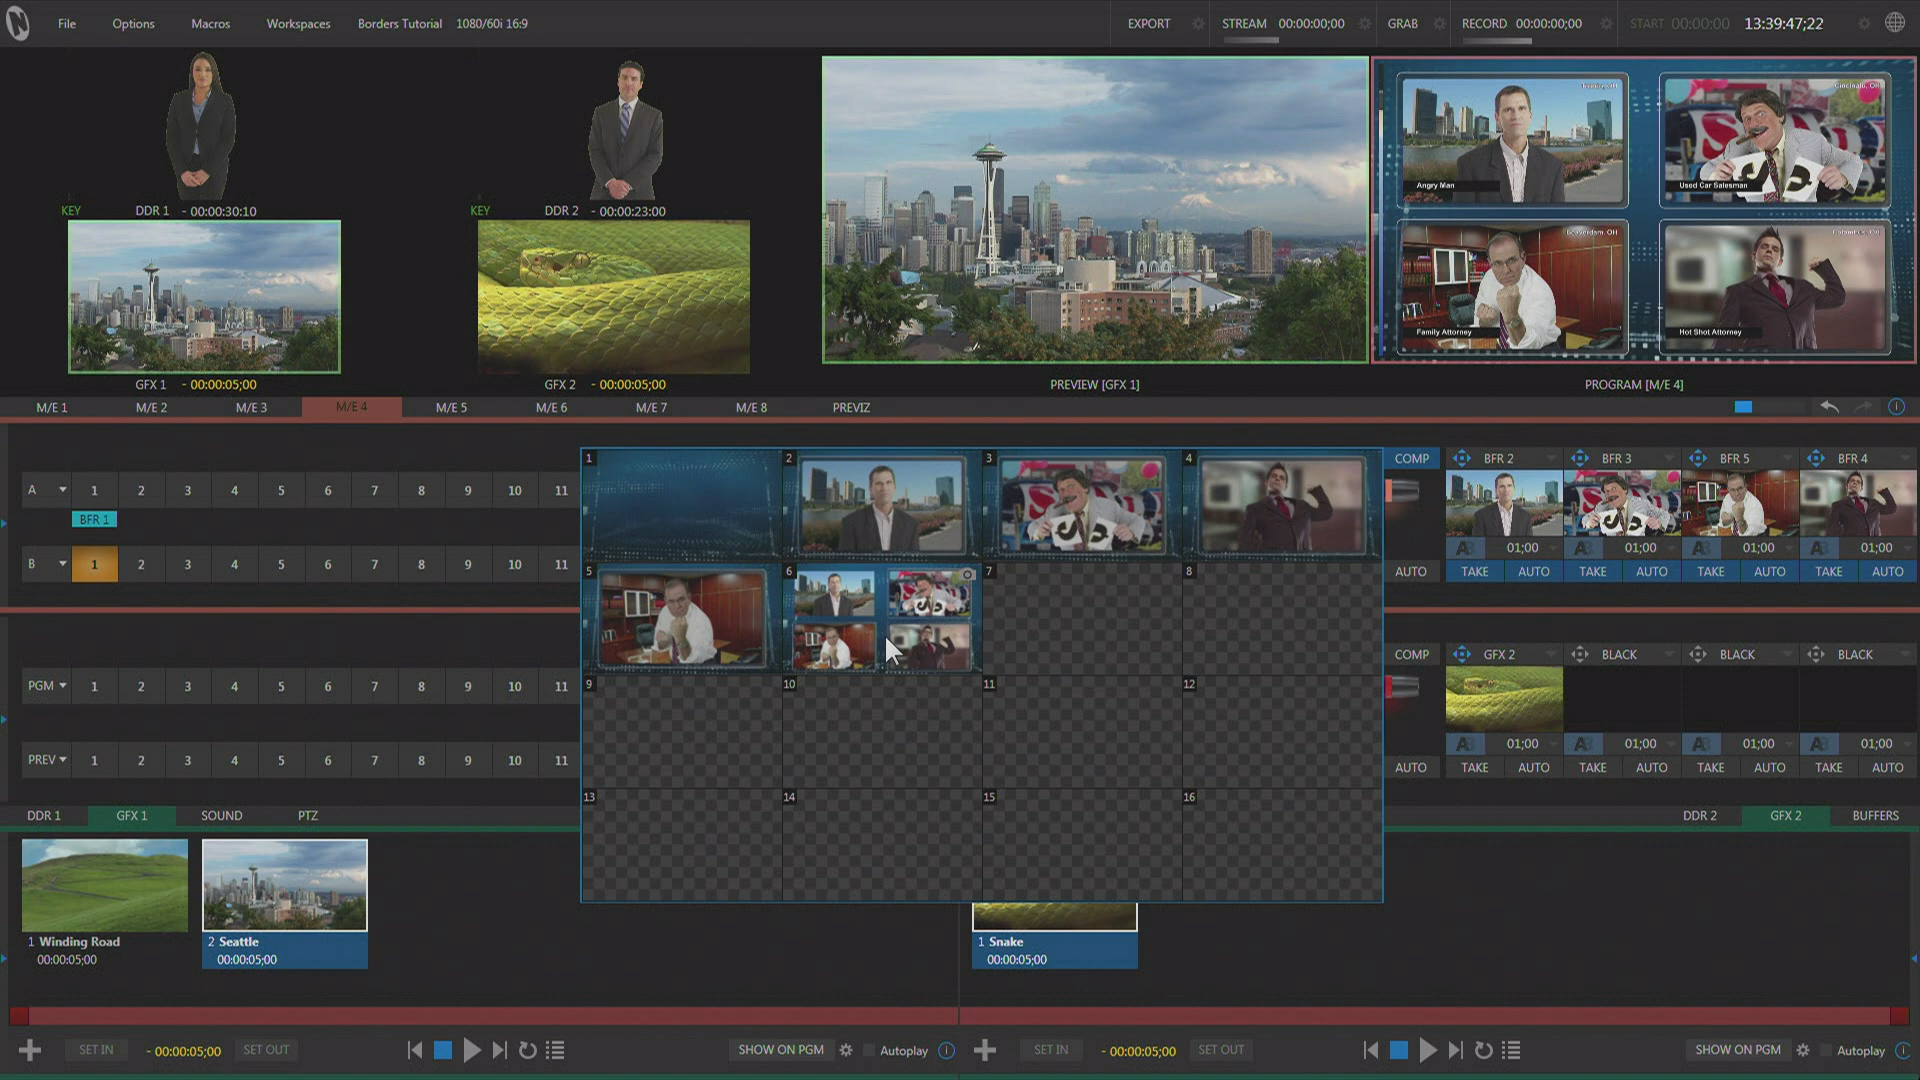 File Options Macros Workspaces Borders Tutorial 1080/60i 16:9 EXPORT STREAM 00:00:00;00 GRAB RECORD 00:00:00;00 START 00:00:00 13:39:47;22
Cincinati, OH
Angry Man
Used Car Salesman
Beaverdam, OH
Family Attorney
Hot Shot Attorney
KEY DDR 1 - 00:00:30:10 KEY DDR 2 - 00:00:23:00
GFX 1 - 00:00:05;00 GFX 2 - 00:00:05;00 PREVIEW [GFX 1] PROGRAM [M/E 4]
M/E 1 M/E 2 M/E 3 M/E 4 M/E 5 M/E 6 M/E 7 M/E 8 PREVIZ
1 2 3 4 COMP BFR 2 BFR 3 BFR 5 BFR 4
A 1 2 3 4 5 6 7 8 9 10 11
BFR 1
01;00 01;00 01;00 01;00
B 1 2 3 4 5 6 7 8 9 10 11
5 6 7 8 AUTO TAKE AUTO TAKE AUTO TAKE AUTO TAKE AUTO
COMP GFX 2 BLACK BLACK BLACK
PGM 1 2 3 4 5 6 7 8 9 10 11
9 10 11 12
01;00 01;00 01;00 01;00
PREV 1 2 3 4 5 6 7 8 9 10 11
AUTO TAKE AUTO TAKE AUTO TAKE AUTO TAKE AUTO
13 14 15 16
DDR 1 GFX 1 SOUND PTZ DDR 2 GFX 2 BUFFERS
1 Winding Road 2 Seattle 1 Snake
00:00:05;00 00:00:05;00 00:00:05;00
SET IN - 00:00:05;00 SET OUT SHOW ON PGM Autoplay SET IN - 00:00:05;00 SET OUT SHOW ON PGM Autoplay